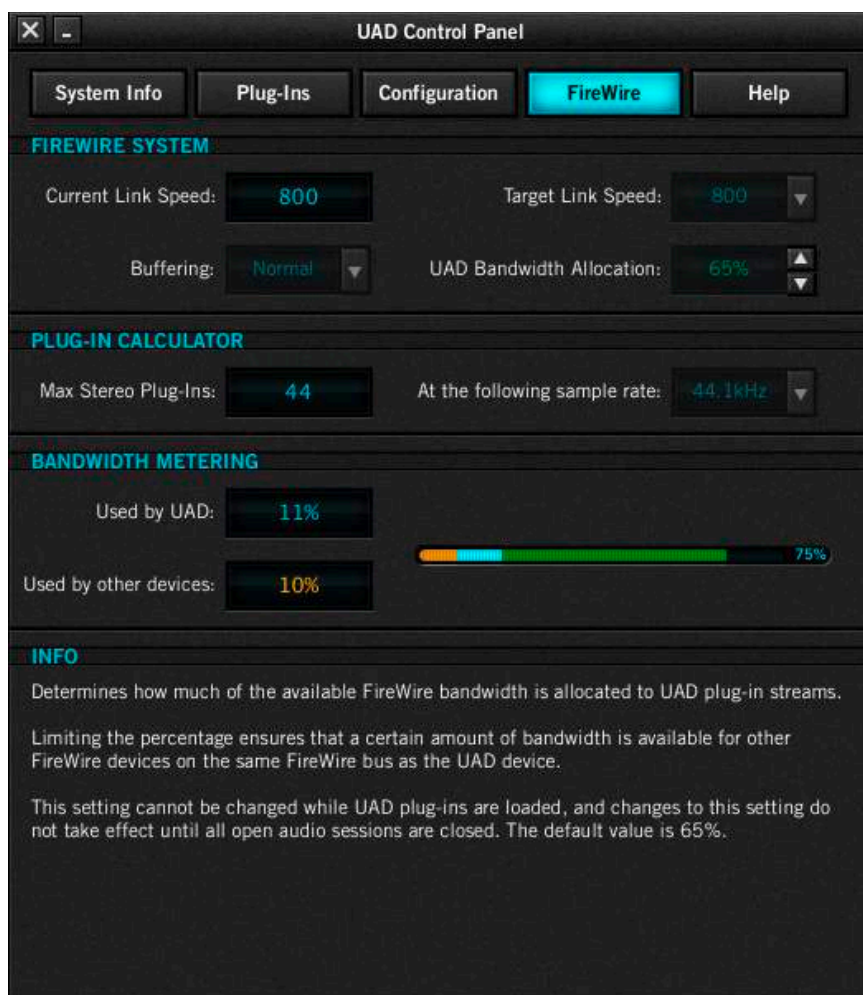 UAD Control Panel
System Info
Plug-Ins
Configuration
FireWire
Help
FIREWIRE SYSTEM
Current Link Speed: 800
Target Link Speed: 800
Buffering: Normal
UAD Bandwidth Allocation: 65%
PLUG-IN CALCULATOR
Max Stereo Plug-Ins: 44
At the following sample rate: 44.1kHz
BANDWIDTH METERING
Used by UAD: 11%
75%
Used by other devices: 10%
INFO
Determines how much of the available FireWire bandwidth is allocated to UAD plug-in streams.
Limiting the percentage ensures that a certain amount of bandwidth is available for other
FireWire devices on the same FireWire bus as the UAD device.
This setting cannot be changed while UAD plug-ins are loaded, and changes to this setting do
not take effect until all open audio sessions are closed. The default value is 65%.